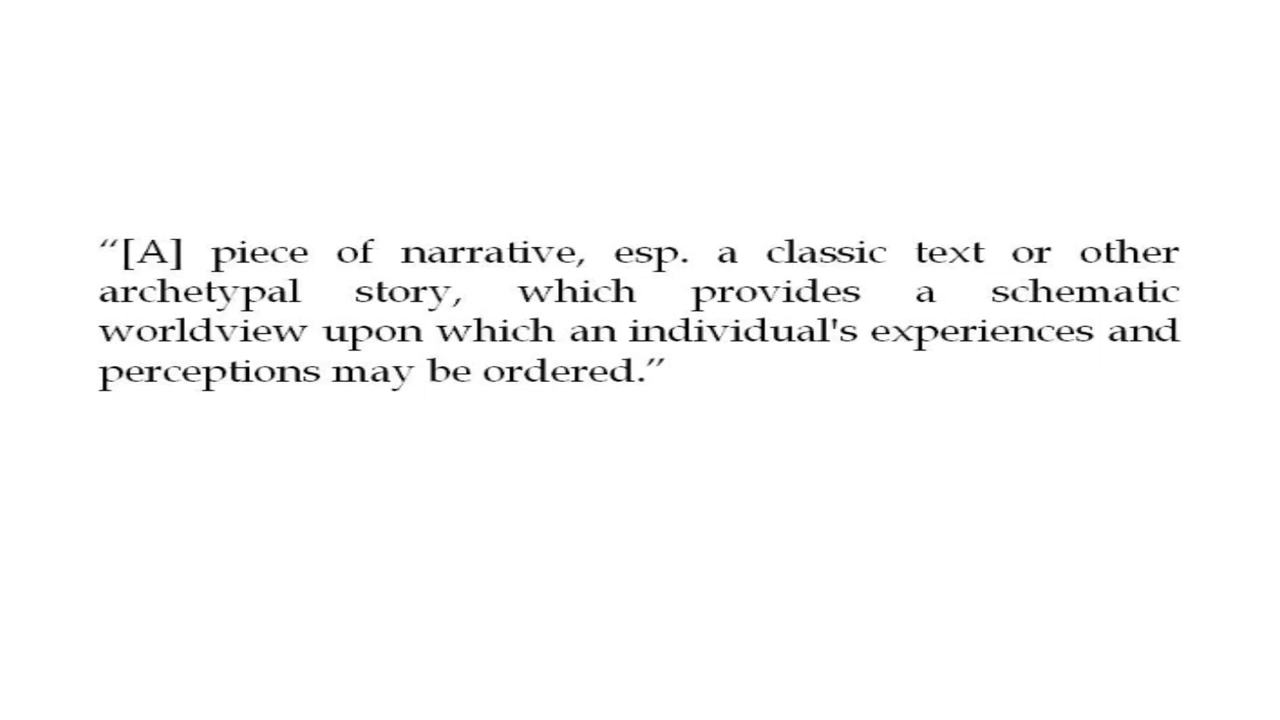 “[A] piece of narrative, esp. a classic text or other
archetypal story, which provides a schematic
worldview upon which an individual's experiences and
perceptions may be ordered.”